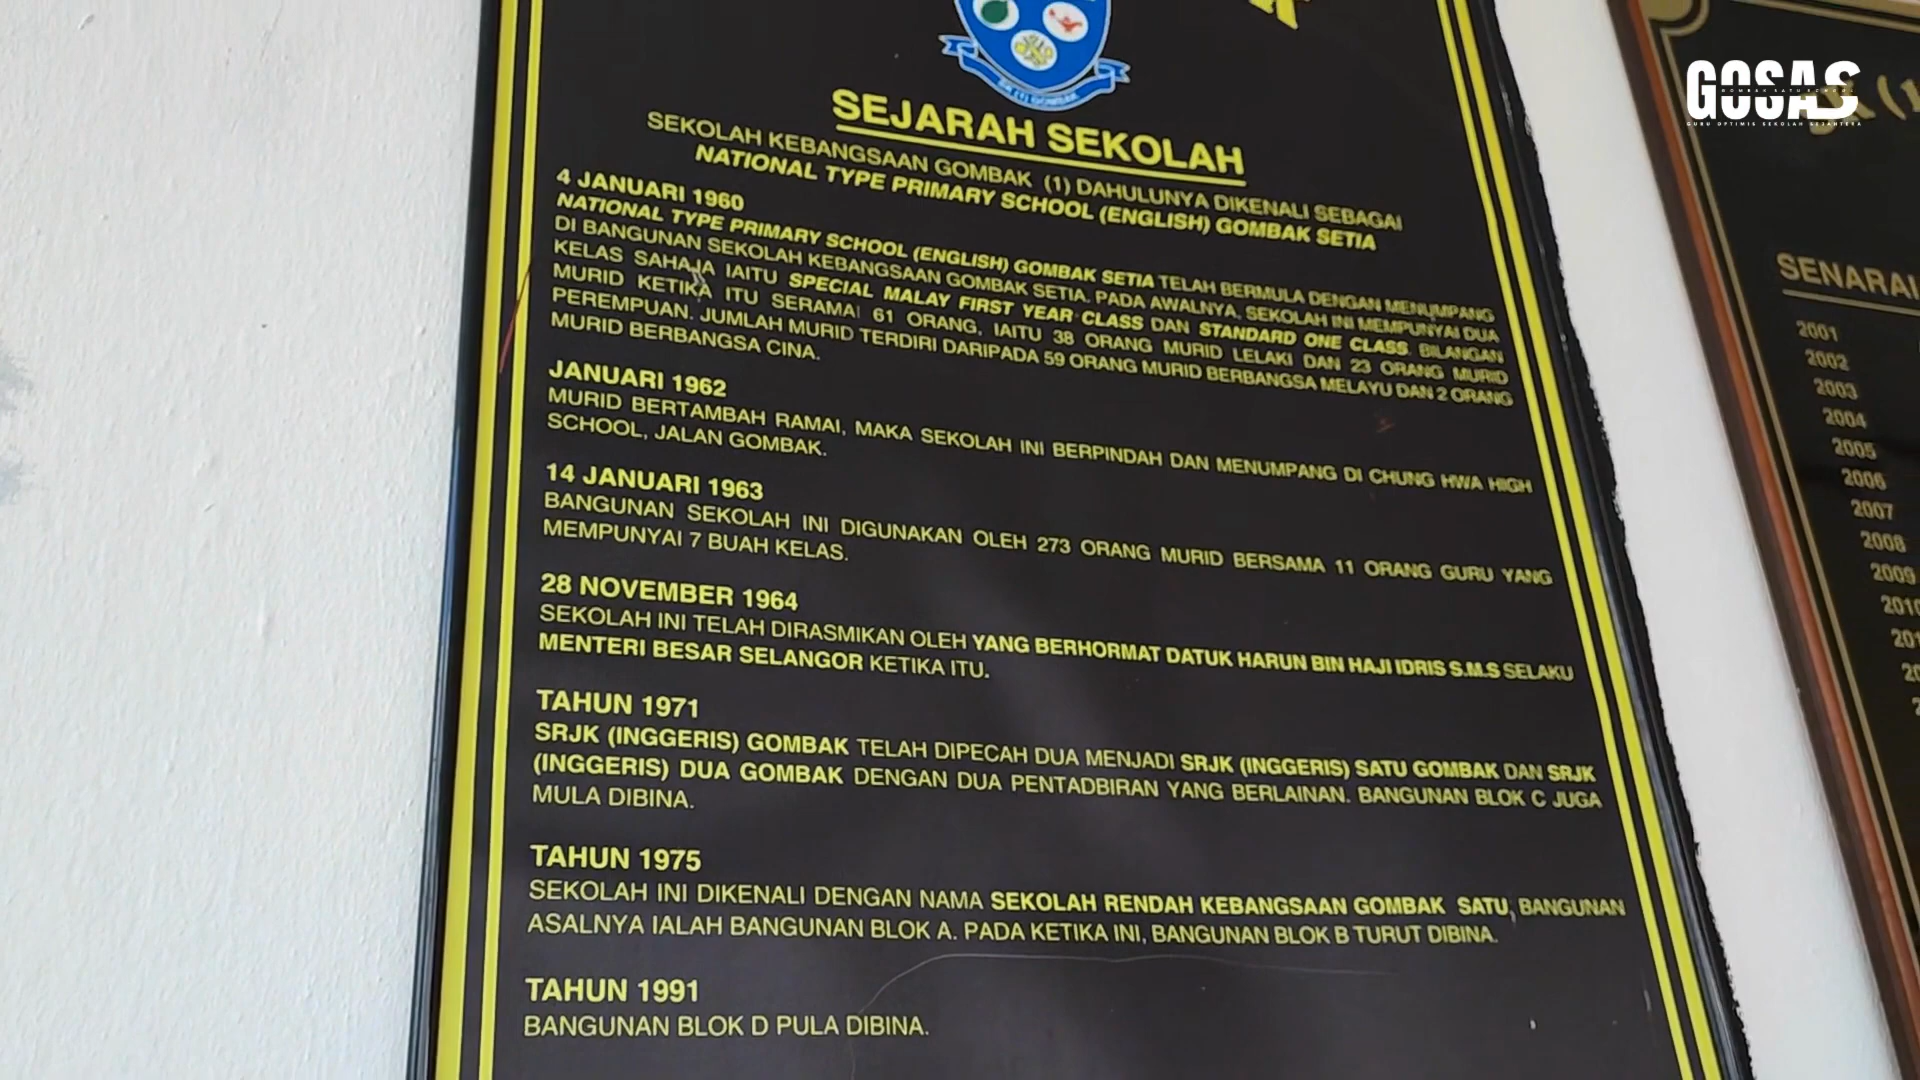 SK (1) GOMBAK
SEJARAH SEKOLAH
SEKOLAH KEBANGSAAN GOMBAK (1) DAHULUNYA DIKENALI SEBAGAI
NATIONAL TYPE PRIMARY SCHOOL (ENGLISH) GOMBAK SETIA
4 JANUARI 1960
NATIONAL TYPE PRIMARY SCHOOL (ENGLISH) GOMBAK SETIA TELAH BERMULA DENGAN MENUMPANG
DI BANGUNAN SEKOLAH KEBANGSAAN GOMBAK SETIA. PADA AWALNYA, SEKOLAH INI MEMPUNYAI DUA
KELAS SAHAJA IAITU SPECIAL MALAY FIRST YEAR CLASS DAN STANDARD ONE CLASS. BILANGAN
MURID KETIKA ITU SERAMAI 61 ORANG, IAITU 38 ORANG MURID LELAKI DAN 23 ORANG MURID
PEREMPUAN. JUMLAH MURID TERDIRI DARIPADA 59 ORANG MURID BERBANGSA MELAYU DAN 2 ORANG
MURID BERBANGSA CINA.
JANUARI 1962
MURID BERTAMBAH RAMAI, MAKA SEKOLAH INI BERPINDAH DAN MENUMPANG DI CHUNG HWA HIGH
SCHOOL, JALAN GOMBAK.
14 JANUARI 1963
BANGUNAN SEKOLAH INI DIGUNAKAN OLEH 273 ORANG MURID BERSAMA 11 ORANG GURU YANG
MEMPUNYAI 7 BUAH KELAS.
28 NOVEMBER 1964
SEKOLAH INI TELAH DIRASMIKAN OLEH YANG BERHORMAT DATUK HARUN BIN HAJI IDRIS S.M.S SELAKU
MENTERI BESAR SELANGOR KETIKA ITU.
TAHUN 1971
SRJK (INGGERIS) GOMBAK TELAH DIPECAH DUA MENJADI SRJK (INGGERIS) SATU GOMBAK DAN SRJK
(INGGERIS) DUA GOMBAK DENGAN DUA PENTADBIRAN YANG BERLAINAN. BANGUNAN BLOK C JUGA
MULA DIBINA.
TAHUN 1975
SEKOLAH INI DIKENALI DENGAN NAMA SEKOLAH RENDAH KEBANGSAAN GOMBAK SATU, BANGUNAN
ASALNYA IALAH BANGUNAN BLOK A. PADA KETIKA INI, BANGUNAN BLOK B TURUT DIBINA.
TAHUN 1991
BANGUNAN BLOK D PULA DIBINA.
GOSAS
GURU OPTIMIS SEKOLAH SEJAHTERA
SENARAI
2001
2002
2003
2004
2005
2006
2007
2008
2009
2010